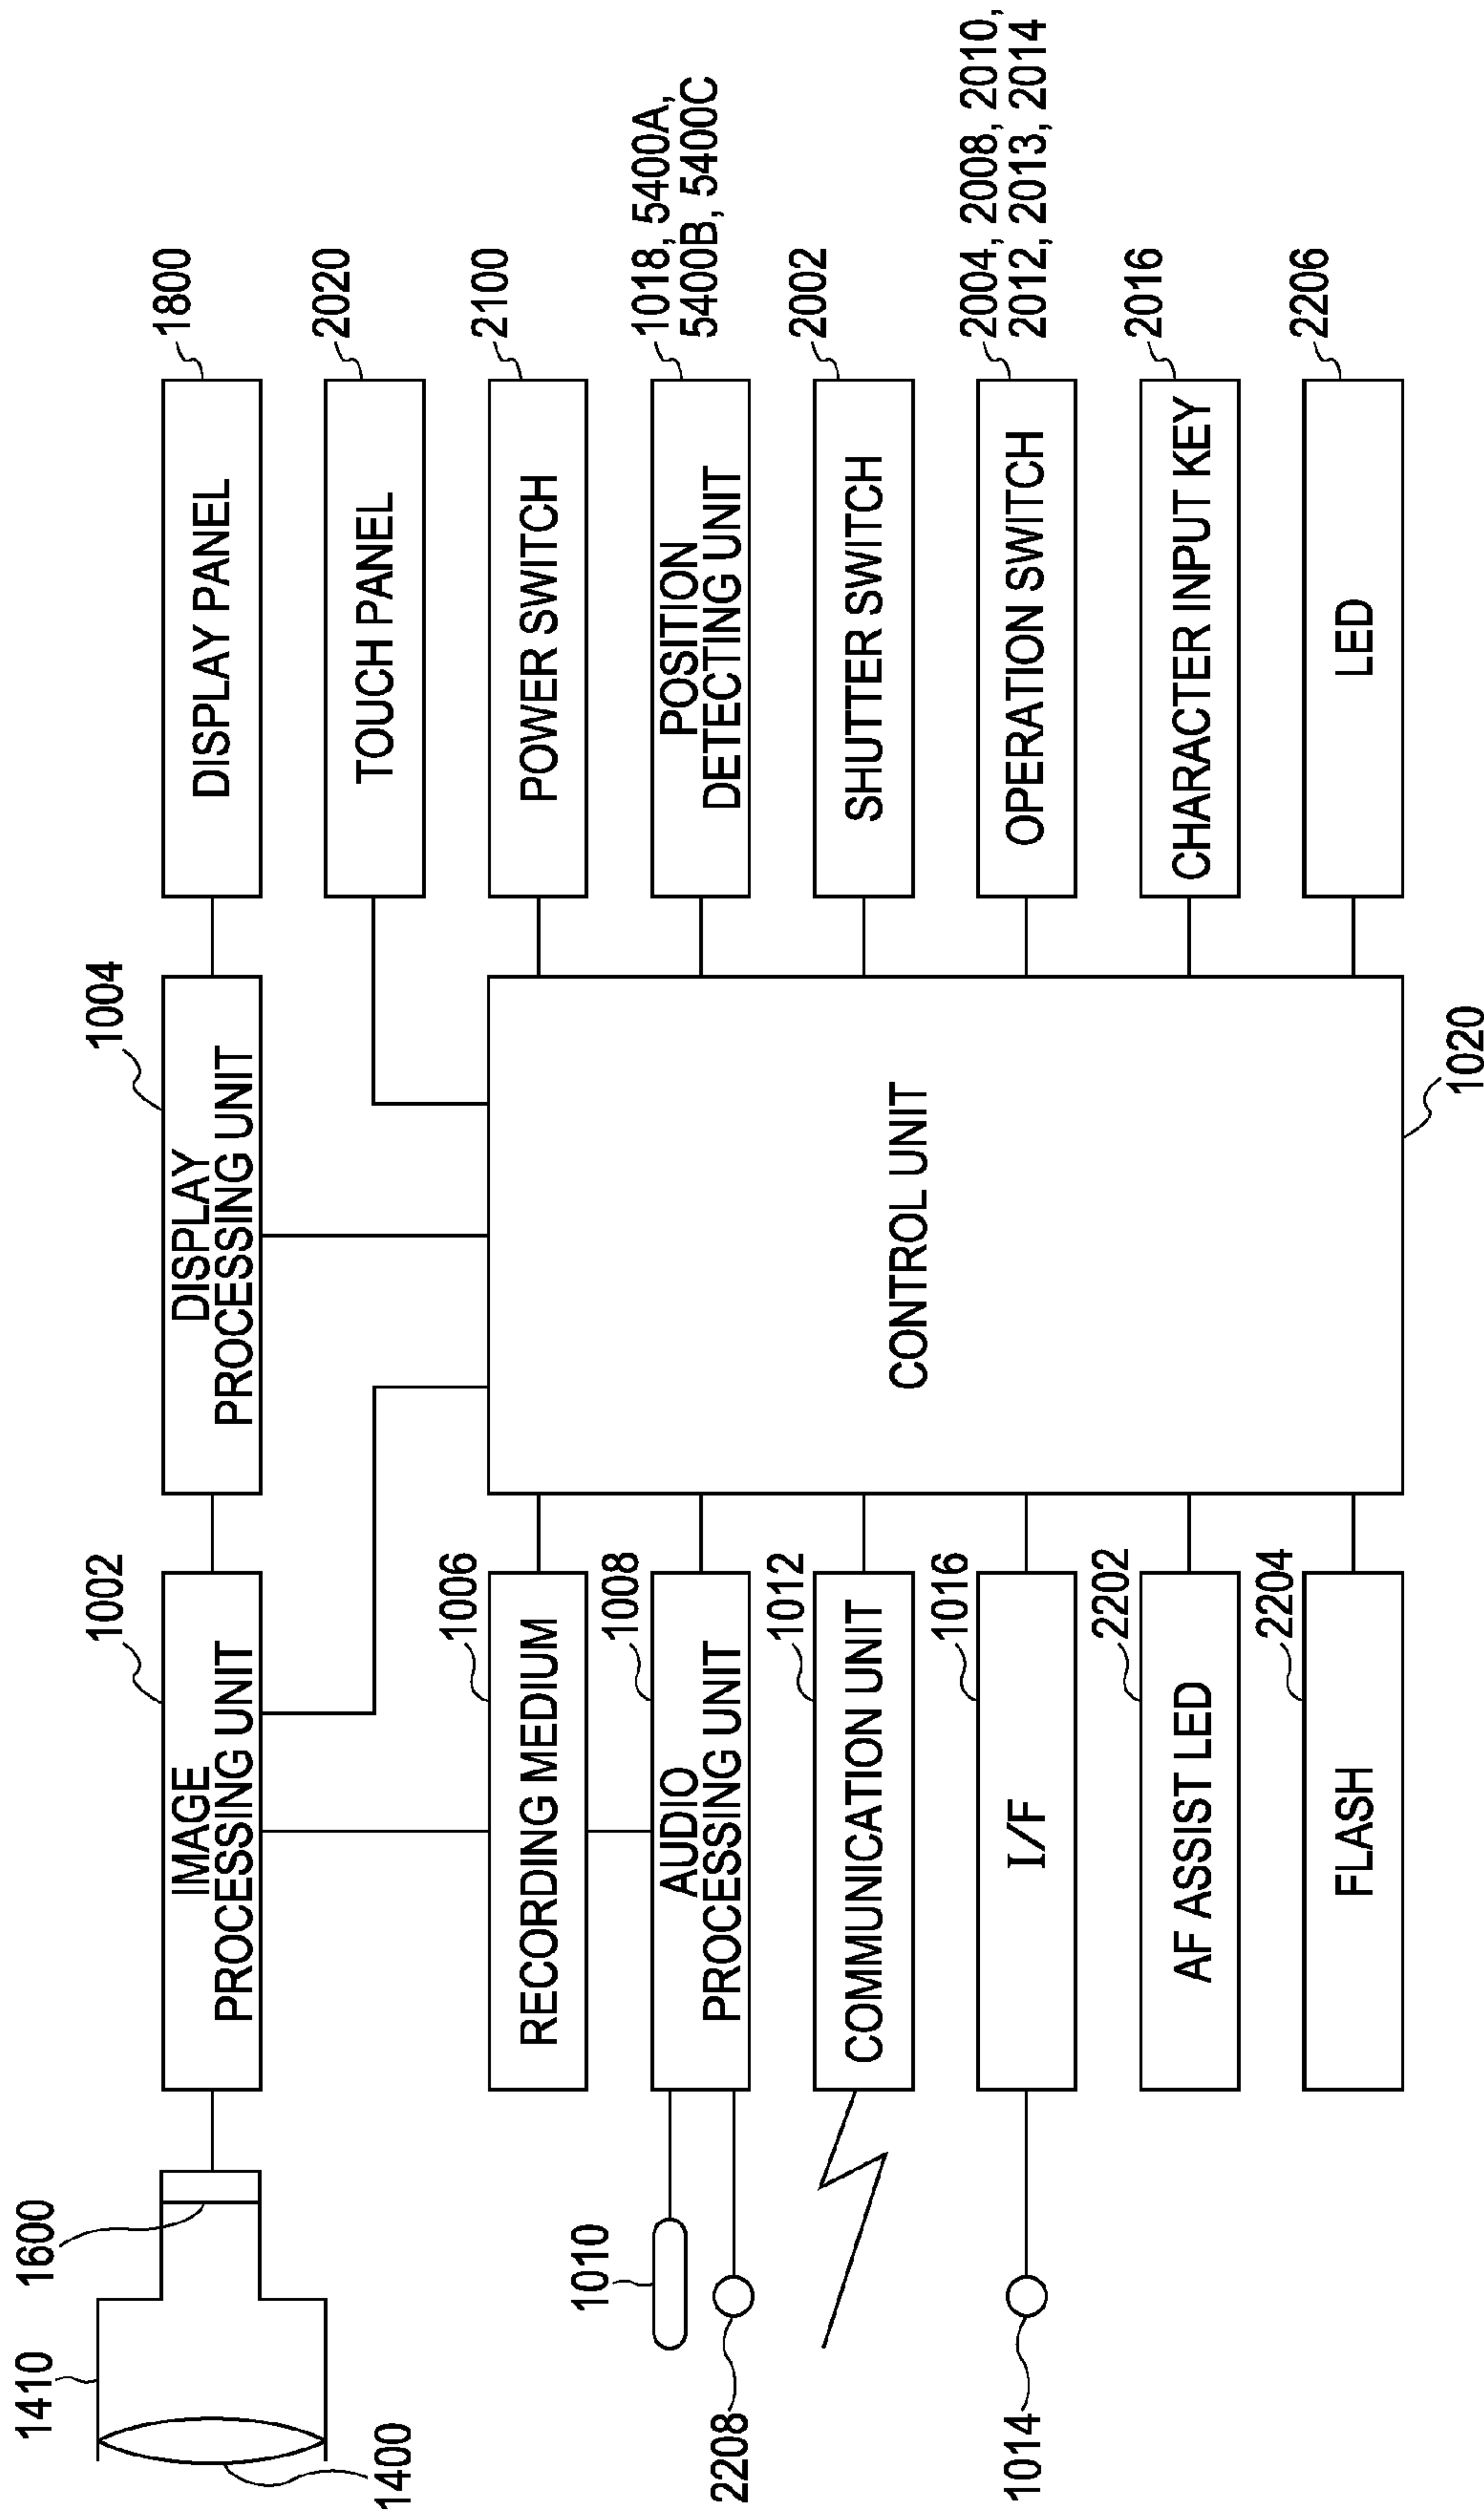 1410
1600
1400
1002
IMAGE
PROCESSING UNIT
1004
DISPLAY
PROCESSING UNIT
1800
DISPLAY PANEL
2020
TOUCH PANEL
1006
RECORDING MEDIUM
2100
POWER SWITCH
1010
2208
1008
AUDIO
PROCESSING UNIT
1018, 5400A,
5400B, 5400C
POSITION
DETECTING UNIT
1012
COMMUNICATION UNIT
CONTROL UNIT
1020
2002
SHUTTER SWITCH
1014
1016
I/F
2004, 2008, 2010,
2012, 2013, 2014
OPERATION SWITCH
2202
AF ASSIST LED
2016
CHARACTER INPUT KEY
2204
FLASH
2206
LED